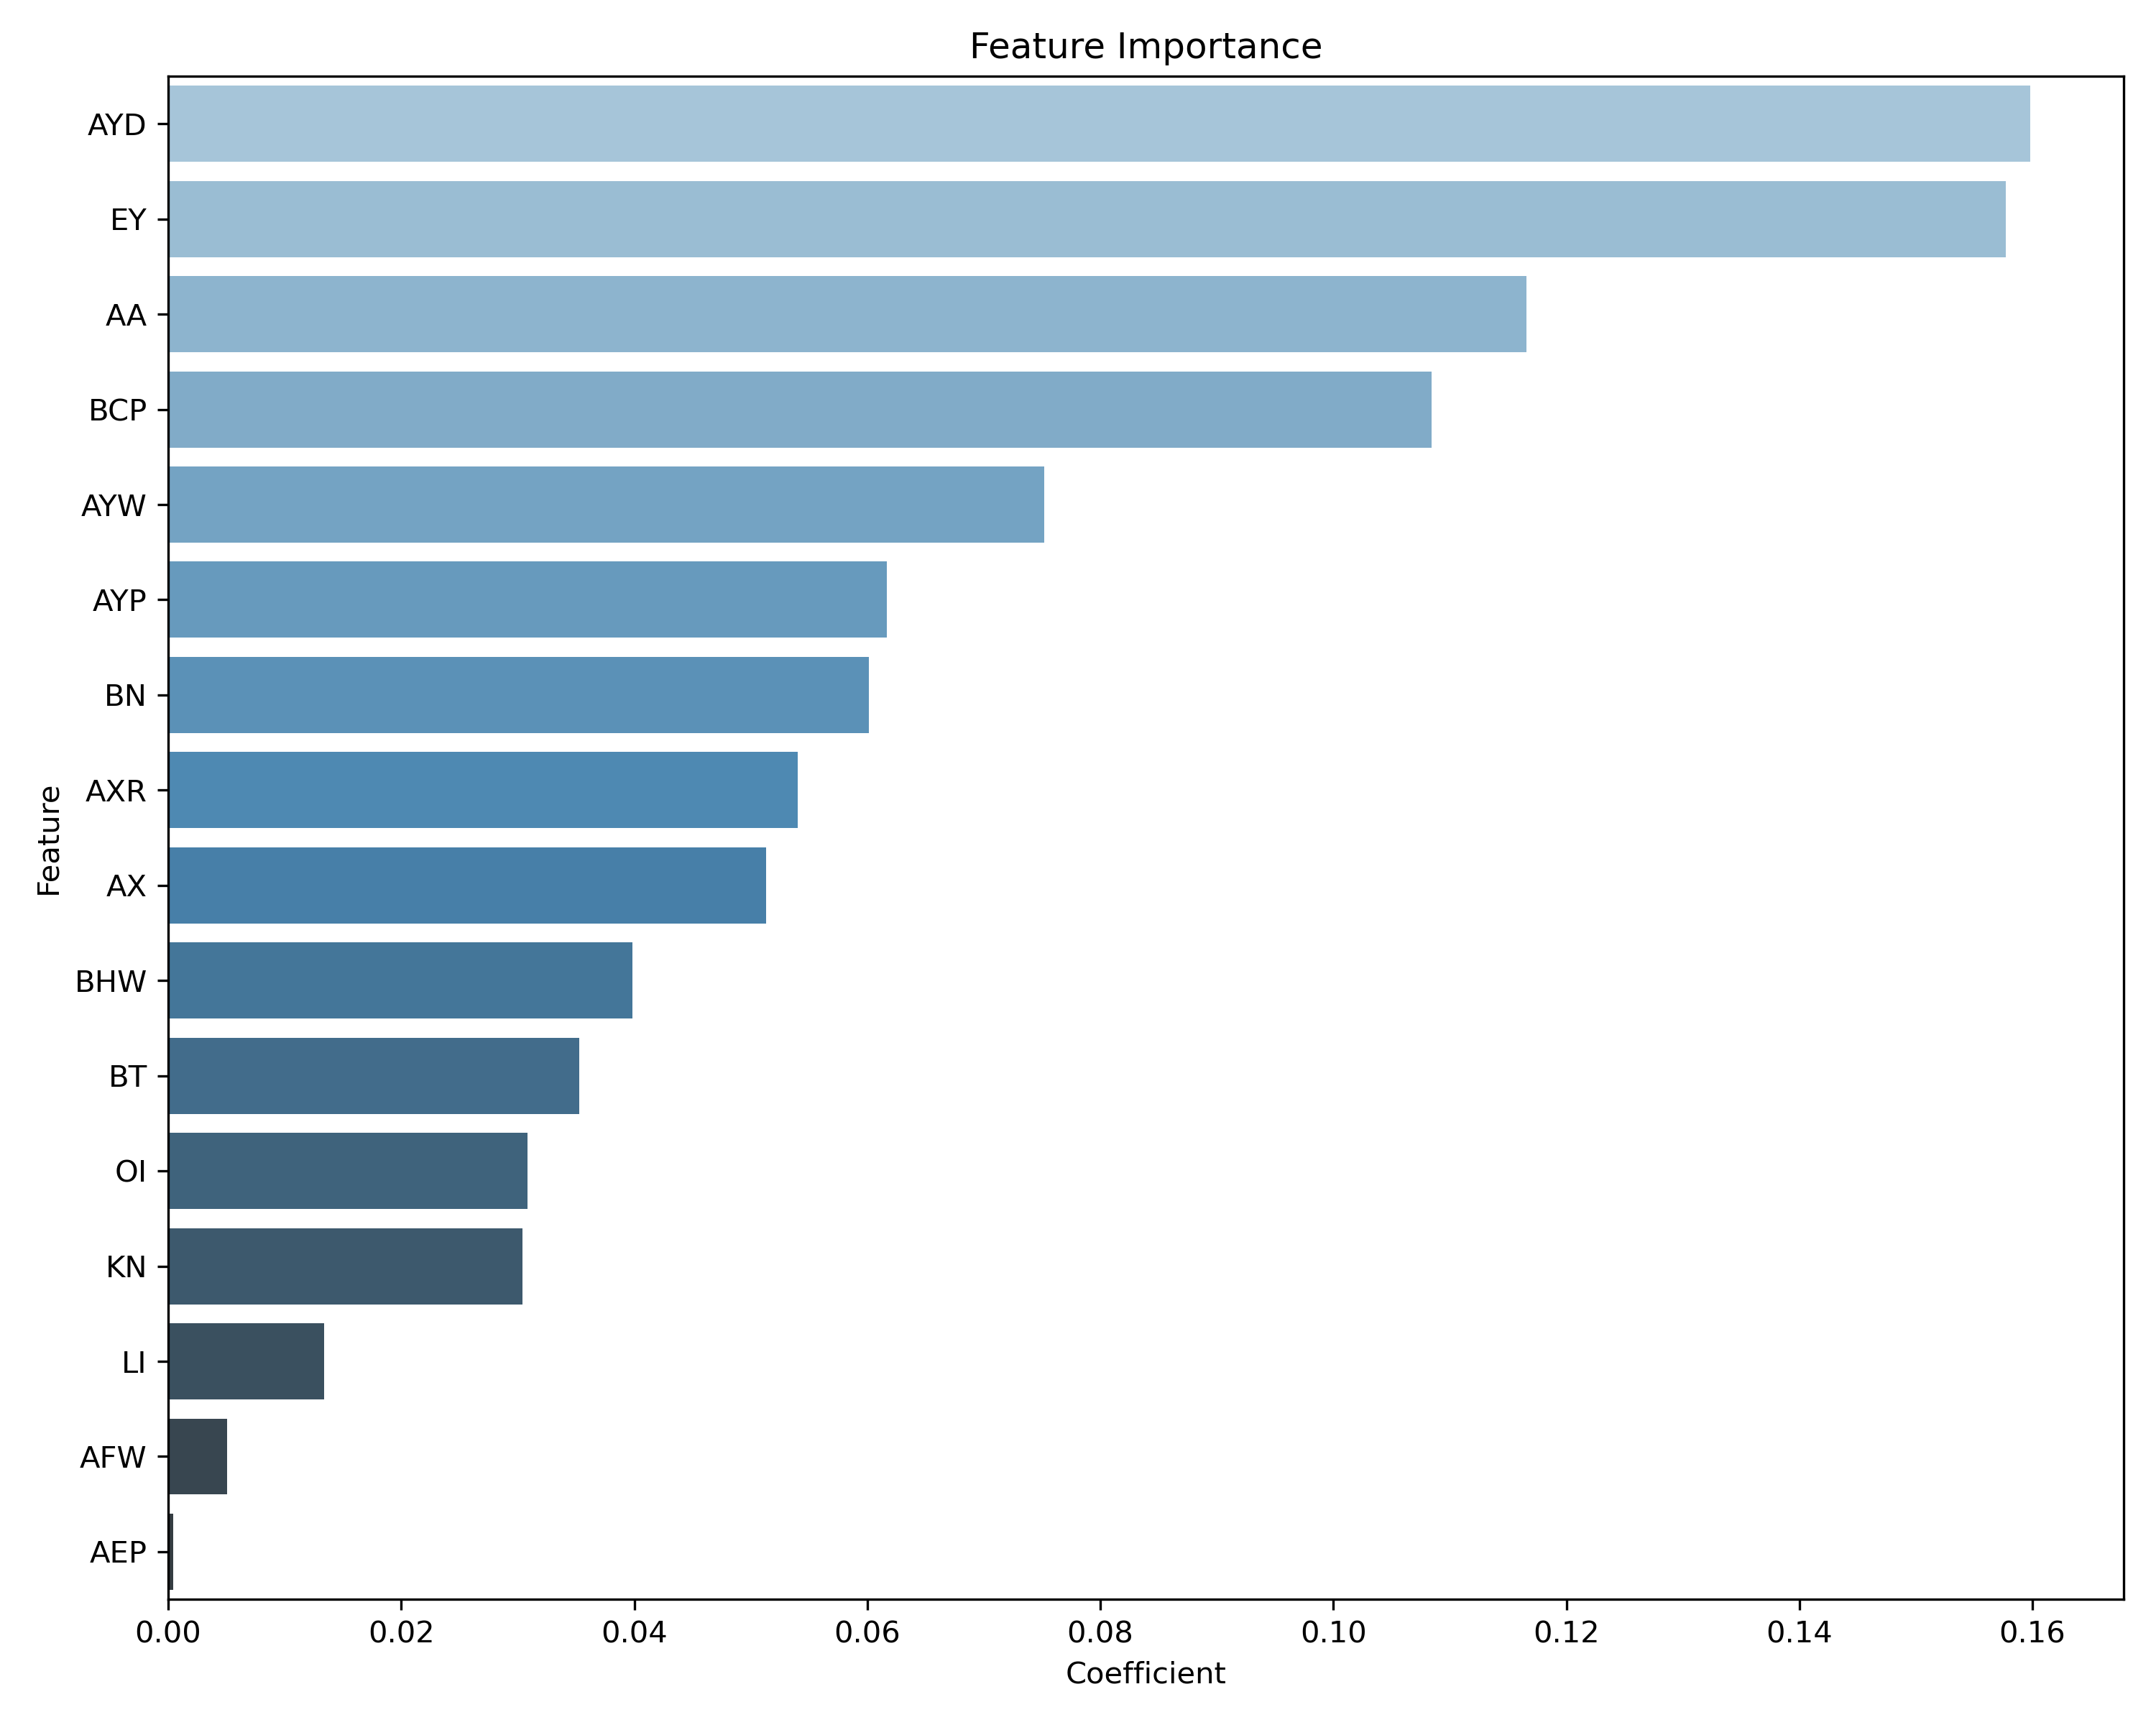 Feature Importance
AYD
EY
AA
BCP
AYW
AYP
BN
AXR
AX
BHW
BT
OI
KN
LI
AFW
AEP
Feature
0.00 0.02 0.04 0.06 0.08 0.10 0.12 0.14 0.16
Coefficient